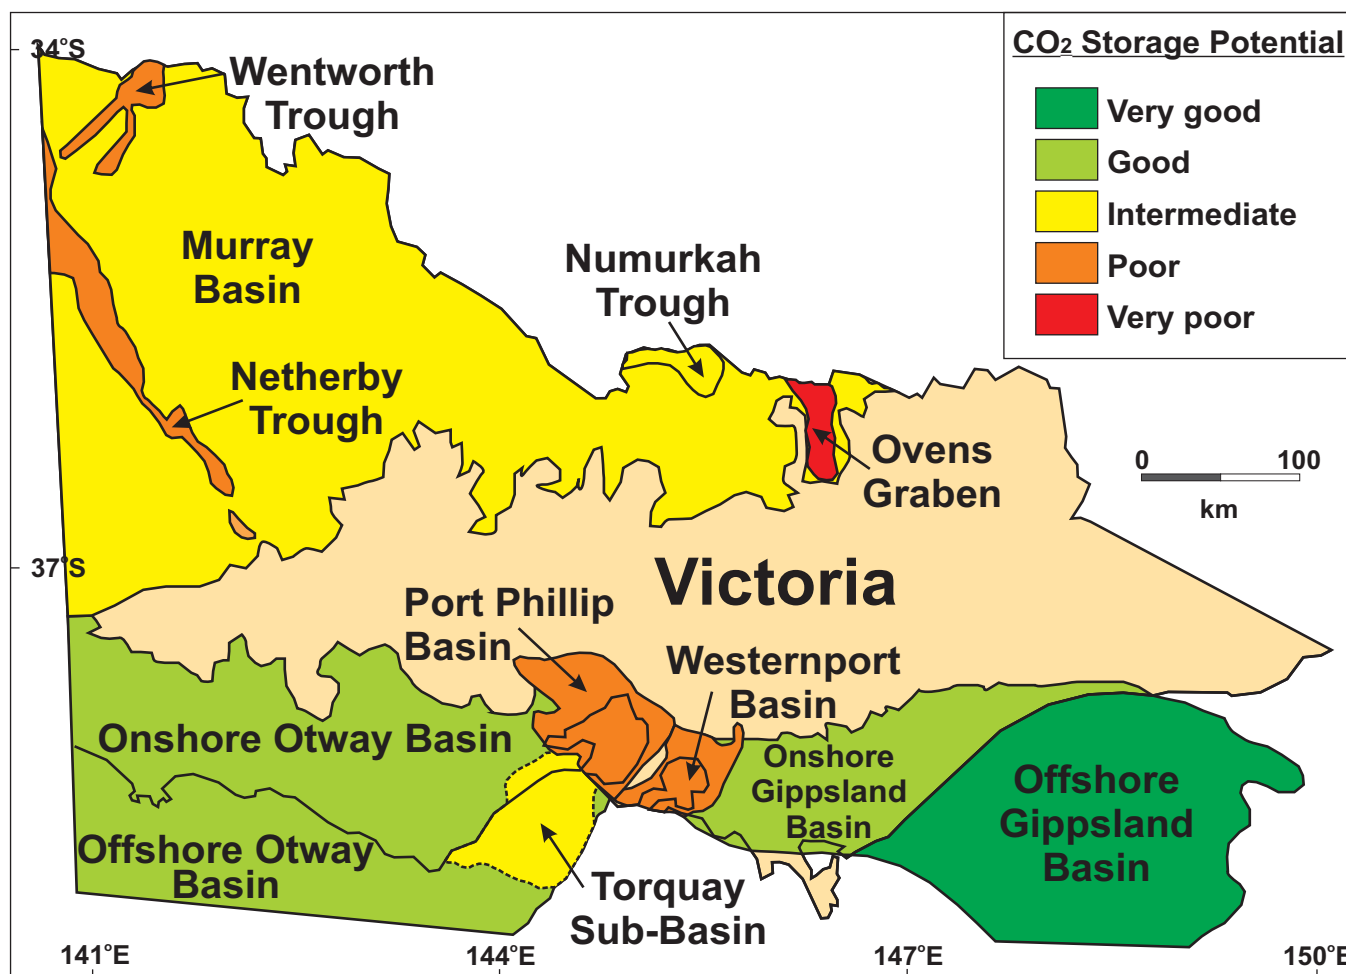 34°S
Wentworth
Trough
CO2 Storage Potential
Very good
Good
Intermediate
Poor
Very poor
Murray
Basin
Numurkah
Trough
Netherby
Trough
Ovens
Graben
0 100
km
37°S
Victoria
Port Phillip
Basin
Westernport
Basin
Onshore Otway Basin
Onshore
Gippsland
Basin
Offshore
Gippsland
Basin
Offshore Otway
Basin
Torquay
Sub-Basin
141°E 144°E 147°E 150°E